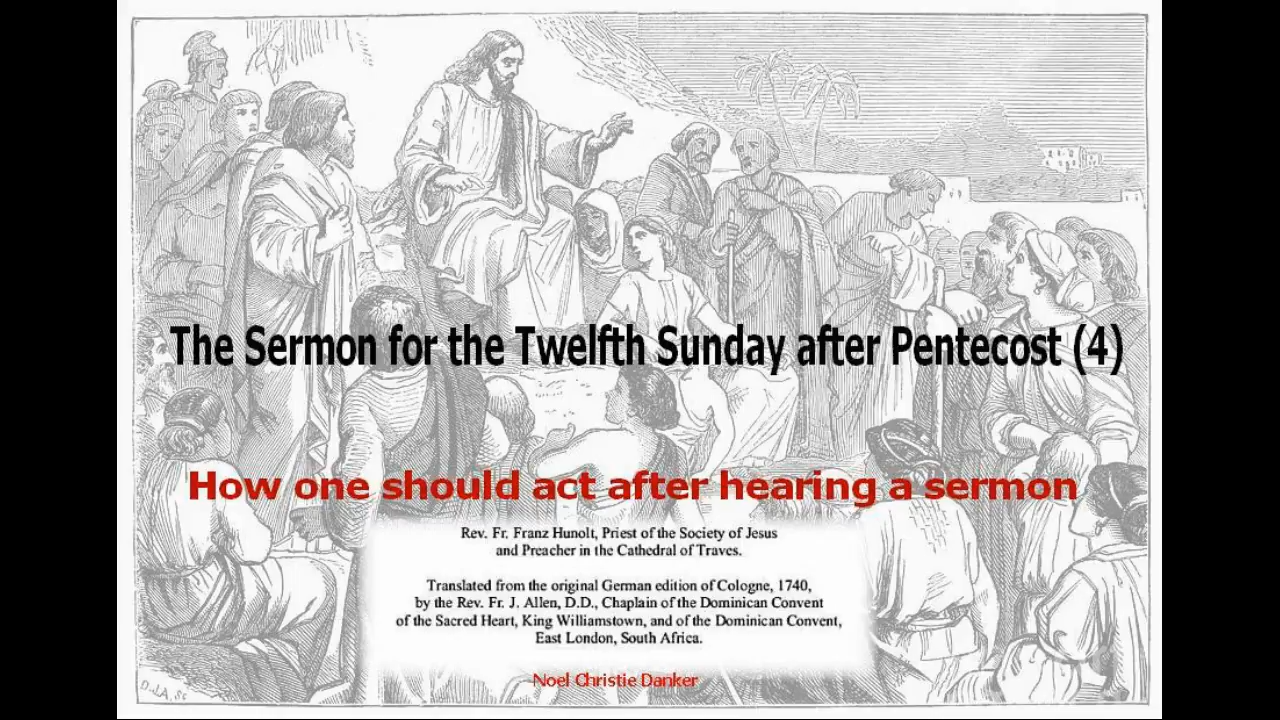 The Sermon for the Twelfth Sunday after Pentecost (4)
How one should act after hearing a sermon
Rev. Fr. Franz Hunolt, Priest of the Society of Jesus
and Preacher in the Cathedral of Traves.
Translated from the original German edition of Cologne, 1740,
by the Rev. Fr. J. Allen, D.D., Chaplain of the Dominican Convent
of the Sacred Heart, King Williamstown, and of the Dominican Convent,
East London, South Africa.
Noel Christie Danker